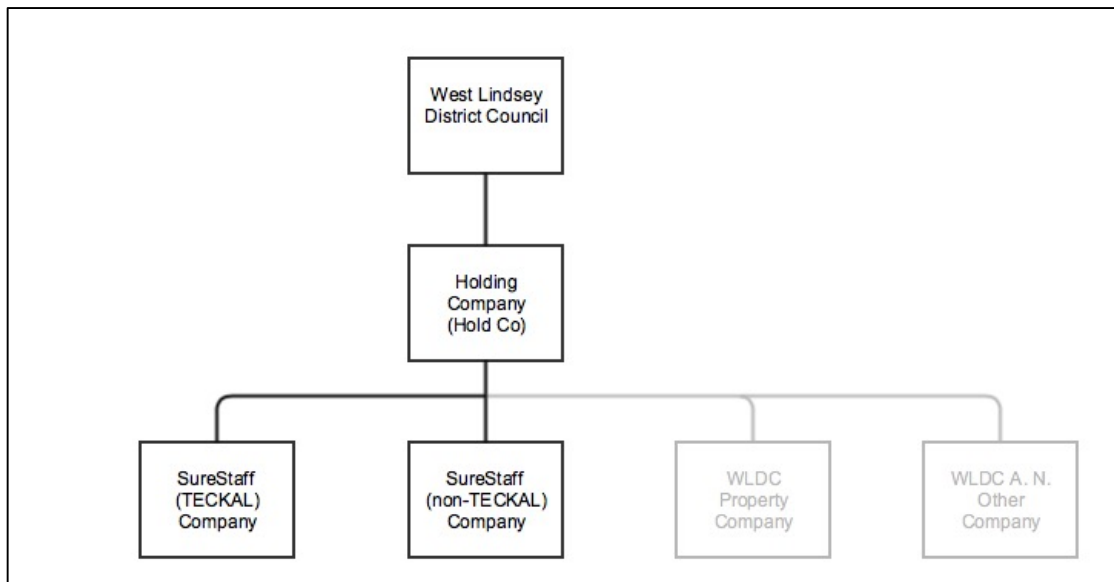 West Lindsey
District Council
Holding
Company
(Hold Co)
SureStaff
(TECKAL)
Company
SureStaff
(non-TECKAL)
Company
WLDC
Property
Company
WLDC A. N.
Other
Company